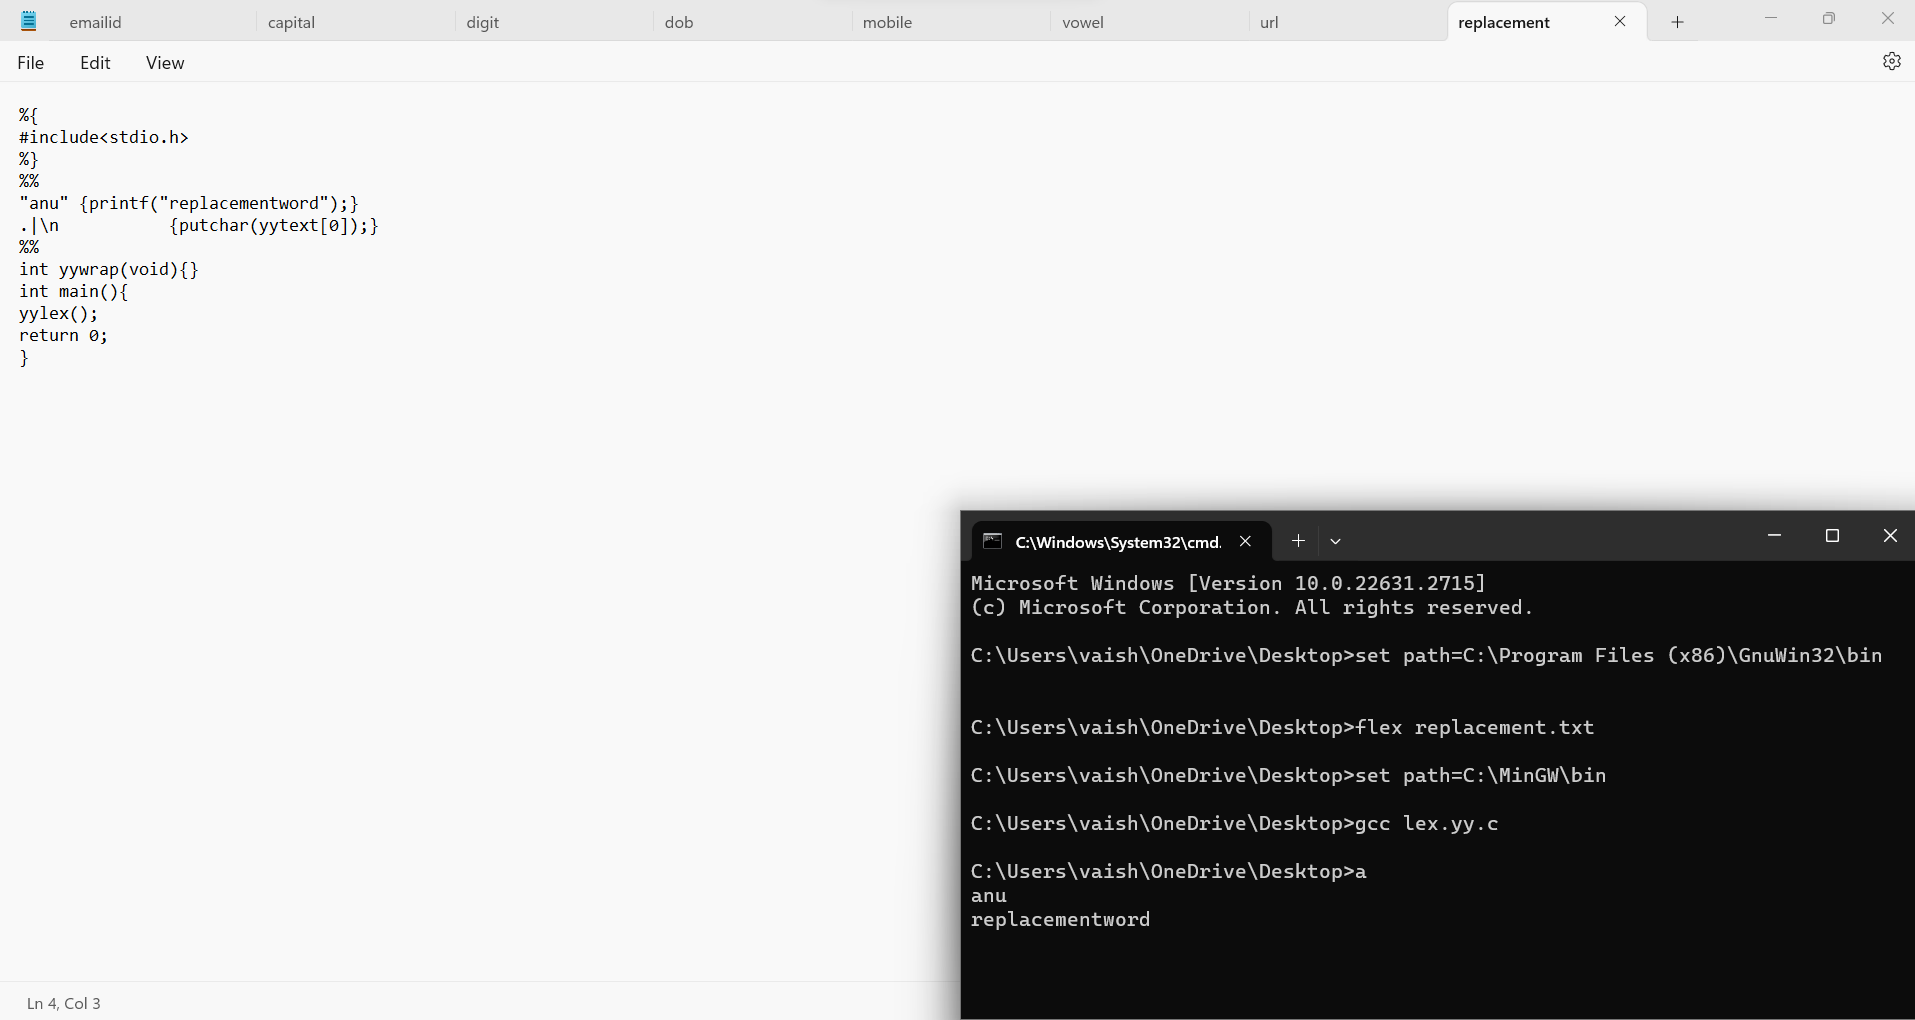 emailid capital digit dob mobile vowel url replacement
File Edit View
%{
#include<stdio.h>
%}
%%
"anu" {printf("replacementword");}
.|\n           {putchar(yytext[0]);}
%%
int yywrap(void){}
int main(){
yylex();
return 0;
}
C:\Windows\System32\cmd.
Microsoft Windows [Version 10.0.22631.2715]
(c) Microsoft Corporation. All rights reserved.
C:\Users\vaish\OneDrive\Desktop>set path=C:\Program Files (x86)\GnuWin32\bin
C:\Users\vaish\OneDrive\Desktop>flex replacement.txt
C:\Users\vaish\OneDrive\Desktop>set path=C:\MinGW\bin
C:\Users\vaish\OneDrive\Desktop>gcc lex.yy.c
C:\Users\vaish\OneDrive\Desktop>a
anu
replacementword
Ln 4, Col 3